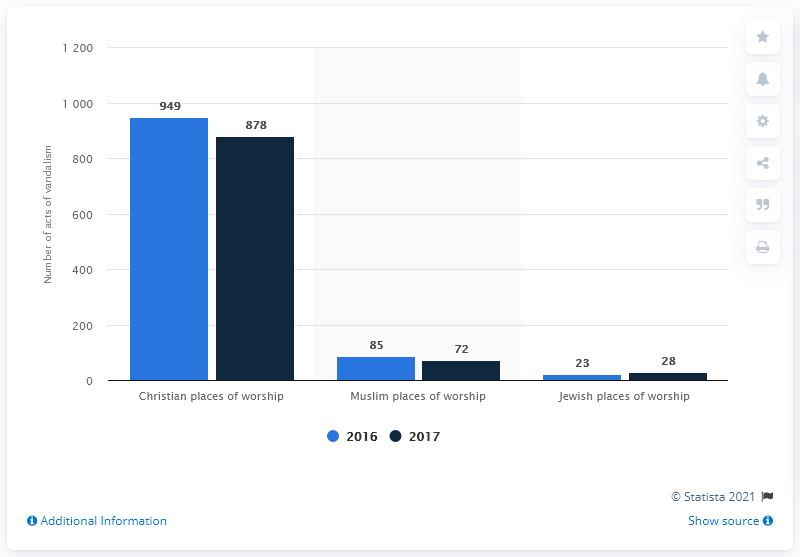 1 200
1 000
800
600
400
200
0
Number of acts of vandalism
949
878
85
72
23
28
Christian places of worship
Muslim places of worship
Jewish places of worship
2016
2017
© Statista 2021
Additional Information
Show source